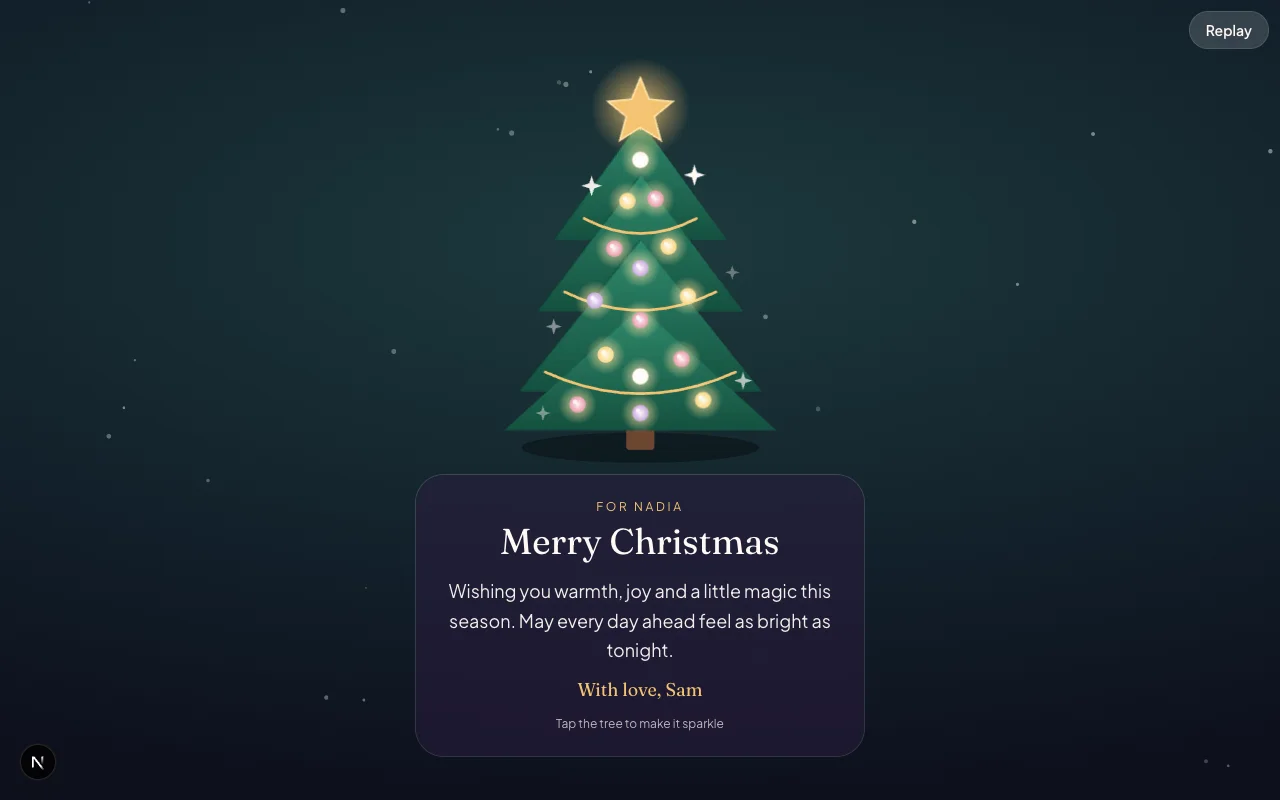 Replay
FOR NADIA
Merry Christmas
Wishing you warmth, joy and a little magic this
season. May every day ahead feel as bright as
tonight.
With love, Sam
Tap the tree to make it sparkle
N